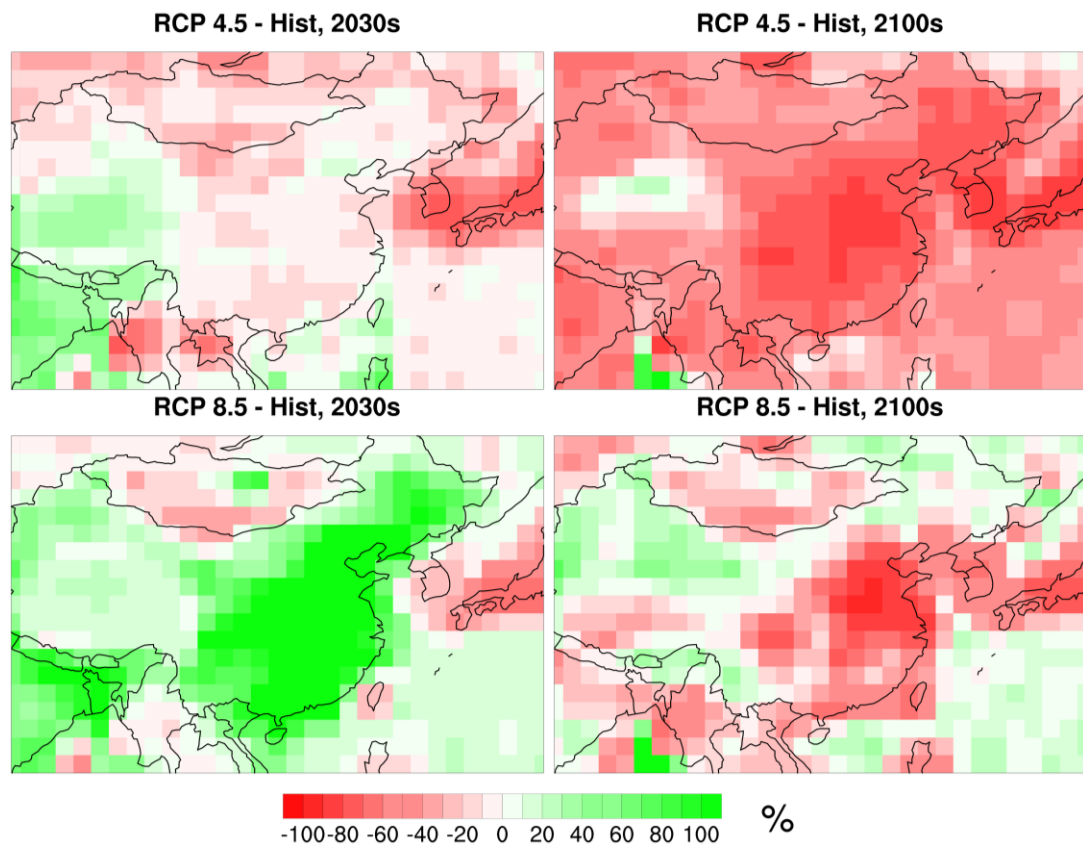 RCP 4.5 - Hist, 2030s
RCP 4.5 - Hist, 2100s
RCP 8.5 - Hist, 2030s
RCP 8.5 - Hist, 2100s
-100 -80 -60 -40 -20 0 20 40 60 80 100 %